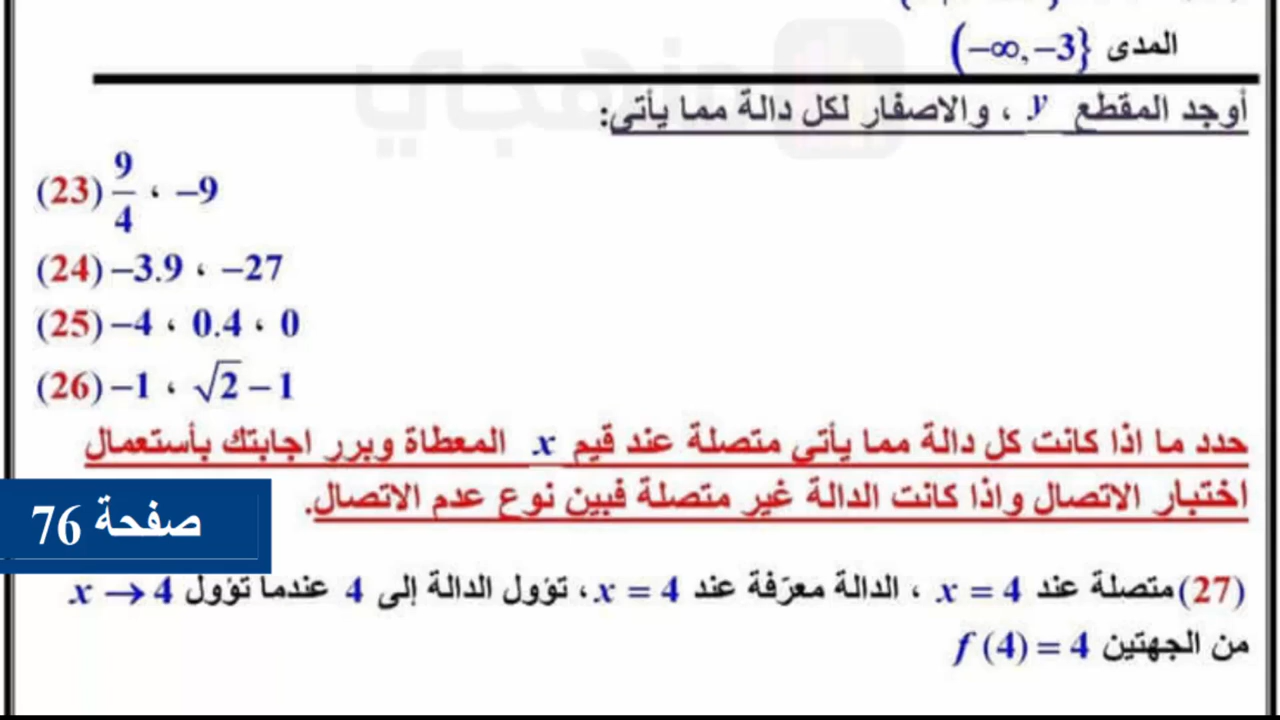 المدى (−∞,−3}
أوجد المقطع y ، والاصفار لكل دالة مما يأتي:
(23) 9/4 ، −9
(24) −3.9 ، −27
(25) −4 ، 0.4 ، 0
(26) −1 ، √2 − 1
حدد ما اذا كانت كل دالة مما يأتي متصلة عند قيم x المعطاة وبرر اجابتك بأستعمال
اختبار الاتصال واذا كانت الدالة غير متصلة فبين نوع عدم الاتصال.
صفحة 76
(27) متصلة عند x = 4 ، الدالة معرّفة عند x = 4 ، تؤول الدالة إلى 4 عندما تؤول x → 4
من الجهتين f (4) = 4
منهجي